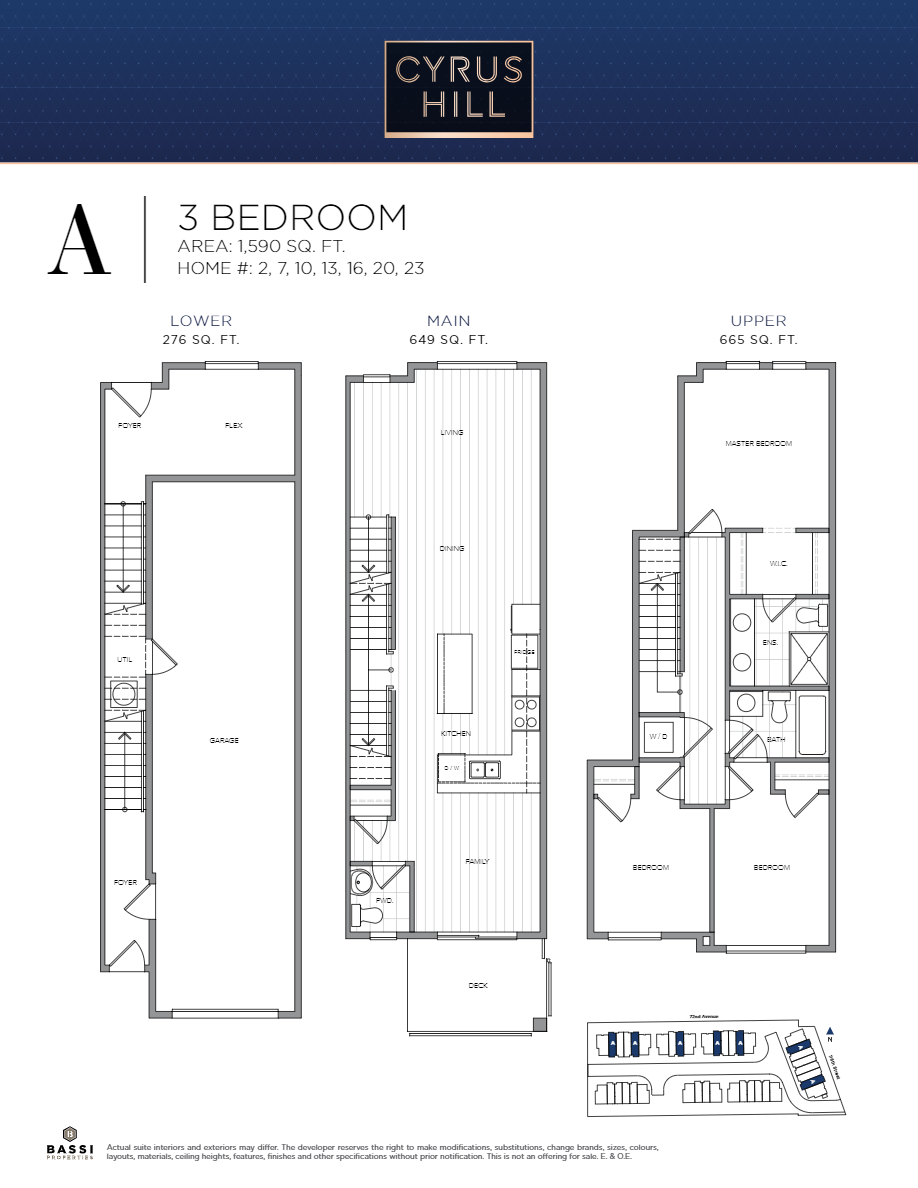 CYRUS
HILL
A
3 BEDROOM
AREA: 1,590 SQ. FT.
HOME #: 2, 7, 10, 13, 16, 20, 23
LOWER
276 SQ. FT.
MAIN
649 SQ. FT.
UPPER
665 SQ. FT.
FOYER
FLEX
UTIL
GARAGE
FOYER
LIVING
DINING
FRIDGE
KITCHEN
D / W
FAMILY
PWD.
DECK
MASTER BEDROOM
W.I.C.
ENS.
W / D
BATH
BEDROOM
BEDROOM
72nd Avenue
A A A A A A A
N
B
BASSI
PROPERTIES
Actual suite interiors and exteriors may differ. The developer reserves the right to make modifications, substitutions, change brands, sizes, colours,
layouts, materials, ceiling heights, features, finishes and other specifications without prior notification. This is not an offering for sale. E. & O.E.